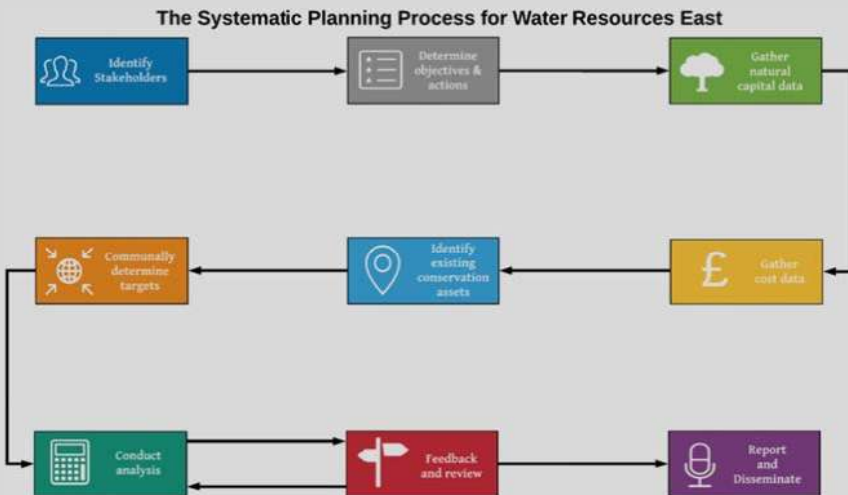 The Systematic Planning Process for Water Resources East
Identify
Stakeholders
Determine
objectives &
actions
Gather
natural
capital data
Gather
cost data
Identify
existing
conservation
assets
Communally
determine
targets
Conduct
analysis
Feedback
and review
Report
and
Disseminate
£